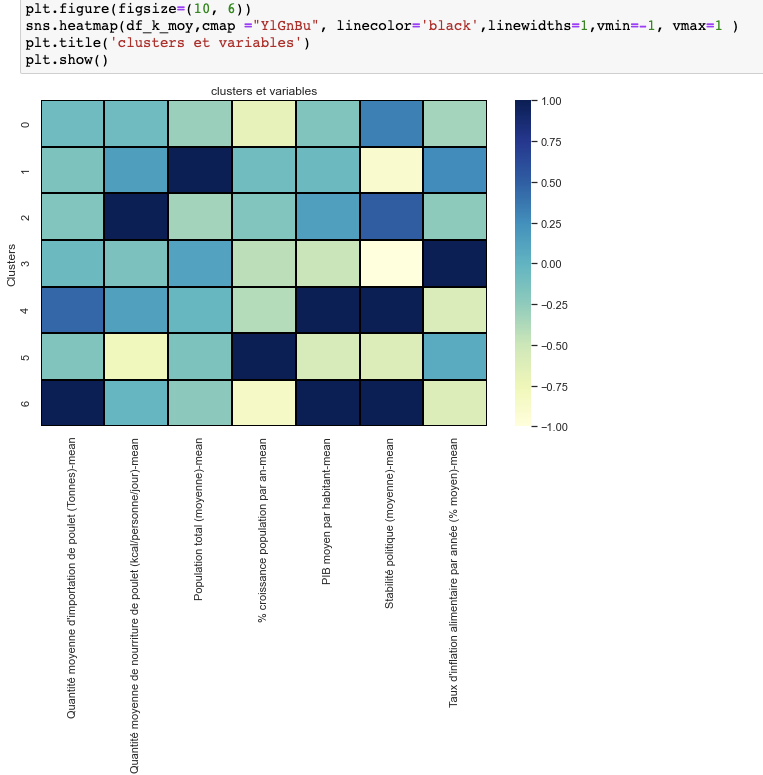 plt.figure(figsize=(10, 6))
sns.heatmap(df_k_moy,cmap ="YlGnBu", linecolor='black',linewidths=1,vmin=-1, vmax=1 )
plt.title('clusters et variables')
plt.show()
clusters et variables
Clusters
0
1
2
3
4
5
6
1.00
0.75
0.50
0.25
0.00
−0.25
−0.50
−0.75
−1.00
Quantité moyenne d'importation de poulet (Tonnes)-mean
Quantité moyenne de nourriture de poulet (kcal/personne/jour)-mean
Population total (moyenne)-mean
% croissance population par an-mean
PIB moyen par habitant-mean
Stabilité politique (moyenne)-mean
Taux d'inflation alimentaire par année (% moyen)-mean